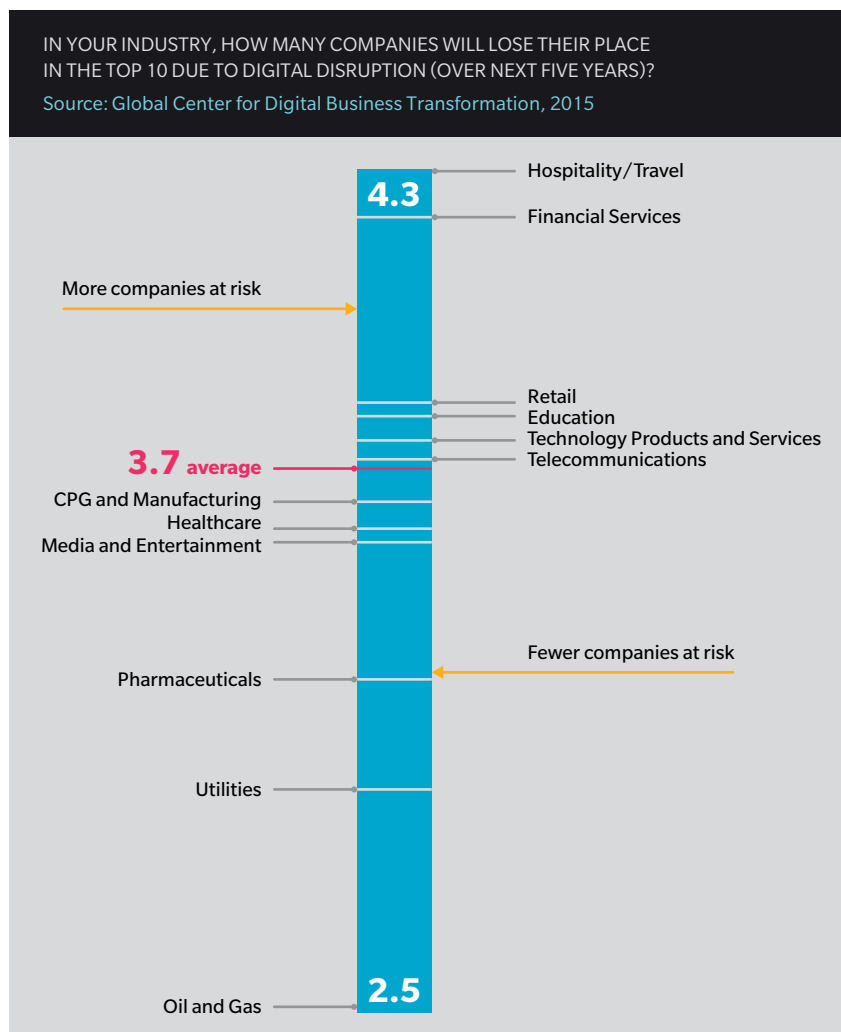 IN YOUR INDUSTRY, HOW MANY COMPANIES WILL LOSE THEIR PLACE
IN THE TOP 10 DUE TO DIGITAL DISRUPTION (OVER NEXT FIVE YEARS)?
Source: Global Center for Digital Business Transformation, 2015
Hospitality/Travel
4.3
Financial Services
More companies at risk
Retail
Education
Technology Products and Services
Telecommunications
3.7 average
CPG and Manufacturing
Healthcare
Media and Entertainment
Fewer companies at risk
Pharmaceuticals
Utilities
2.5
Oil and Gas